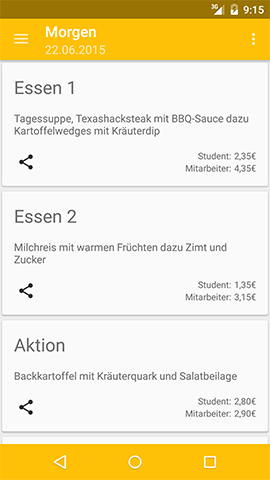 3G 9:15
Morgen
22.06.2015
Essen 1
Tagessuppe, Texashacksteak mit BBQ-Sauce dazu
Kartoffelwedges mit Kräuterdip
Student: 2,35€
Mitarbeiter: 4,35€
Essen 2
Milchreis mit warmen Früchten dazu Zimt und
Zucker
Student: 1,35€
Mitarbeiter: 3,15€
Aktion
Backkartoffel mit Kräuterquark und Salatbeilage
Student: 2,80€
Mitarbeiter: 2,90€